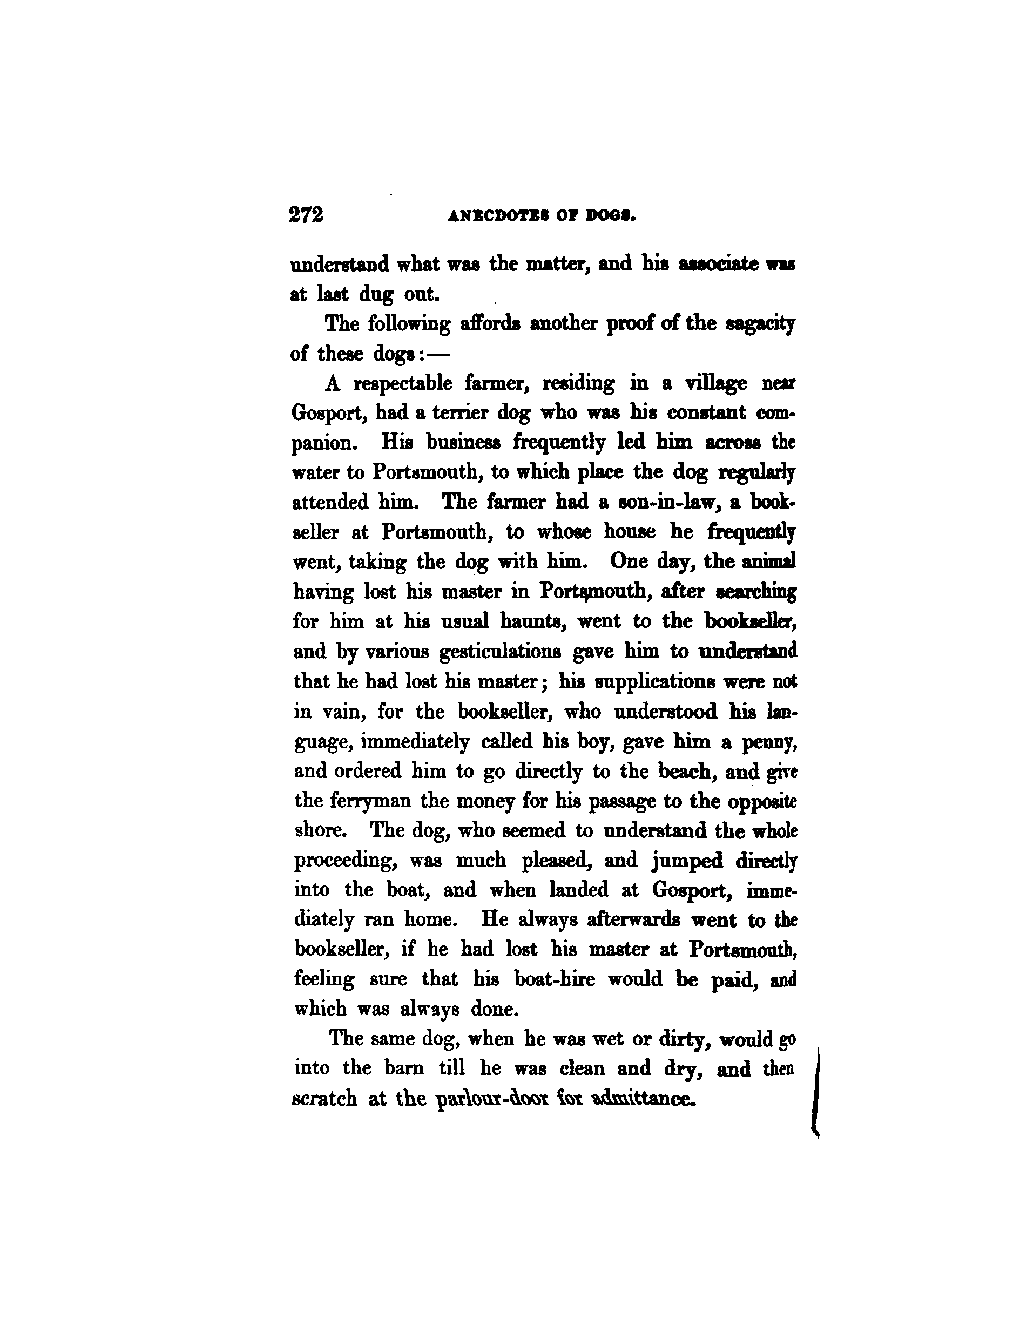 272 ANECDOTES OF DOGS.
understand what was the matter, and his associate was
at last dug out.
The following affords another proof of the sagacity
of these dogs:—
A respectable farmer, residing in a village near
Gosport, had a terrier dog who was his constant com-
panion. His business frequently led him across the
water to Portsmouth, to which place the dog regularly
attended him. The farmer had a son-in-law, a book-
seller at Portsmouth, to whose house he frequently
went, taking the dog with him. One day, the animal
having lost his master in Portsmouth, after searching
for him at his usual haunts, went to the bookseller,
and by various gesticulations gave him to understand
that he had lost his master; his supplications were not
in vain, for the bookseller, who understood his lan-
guage, immediately called his boy, gave him a penny,
and ordered him to go directly to the beach, and give
the ferryman the money for his passage to the opposite
shore. The dog, who seemed to understand the whole
proceeding, was much pleased, and jumped directly
into the boat, and when landed at Gosport, imme-
diately ran home. He always afterwards went to the
bookseller, if he had lost his master at Portsmouth,
feeling sure that his boat-hire would be paid, and
which was always done.
The same dog, when he was wet or dirty, would go
into the barn till he was clean and dry, and then
scratch at the parlour-door for admittance.